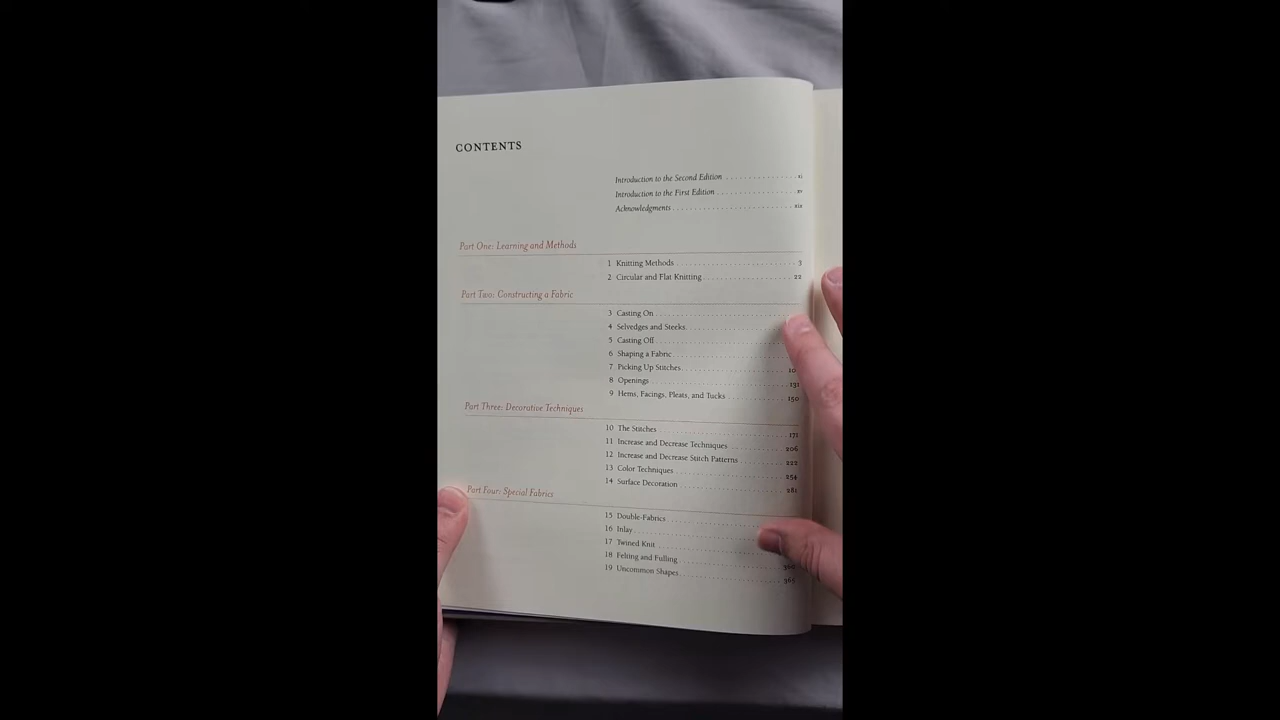 CONTENTS
Introduction to the Second Edition . . . . . . . . . . . . . . . xi
Introduction to the First Edition . . . . . . . . . . . . . . . .
Acknowledgments . . . . . . . . . . . . . . . . . . . . . . . . xix
Part One: Learning and Methods
1 Knitting Methods . . . . . . . . . . . . . . . . . . . . . . . 3
2 Circular and Flat Knitting . . . . . . . . . . . . . . . . . . 22
Part Two: Constructing a Fabric
3 Casting On . . . . . . . . . . . . . . . . . . . . . . . .
4 Selvedges and Steeks . . . . . . . . . . . . . . . . . . .
5 Casting Off . . . . . . . . . . . . . . . . . . . . . . . .
6 Shaping a Fabric . . . . . . . . . . . . . . . . . . . . .
7 Picking Up Stitches . . . . . . . . . . . . . . . . . . . .
8 Openings . . . . . . . . . . . . . . . . . . . . . . . . . . 131
9 Hems, Facings, Pleats, and Tucks . . . . . . . . . . . . . . 150
Part Three: Decorative Techniques
10 The Stitches . . . . . . . . . . . . . . . . . . . . . . . . 171
11 Increase and Decrease Techniques . . . . . . . . . . . . . . 206
12 Increase and Decrease Stitch Patterns . . . . . . . . . . . . 222
13 Color Techniques . . . . . . . . . . . . . . . . . . . . . . 254
14 Surface Decoration . . . . . . . . . . . . . . . . . . . . . 281
Part Four: Special Fabrics
15 Double-Fabrics . . . . . . . . . . . . . . . . . . . . . .
16 Inlay . . . . . . . . . . . . . . . . . . . . . . . . . . .
17 Twined Knit . . . . . . . . . . . . . . . . . . . . . . . .
18 Felting and Fulling . . . . . . . . . . . . . . . . . . . .
19 Uncommon Shapes . . . . . . . . . . . . . . . . . . . . . . 365